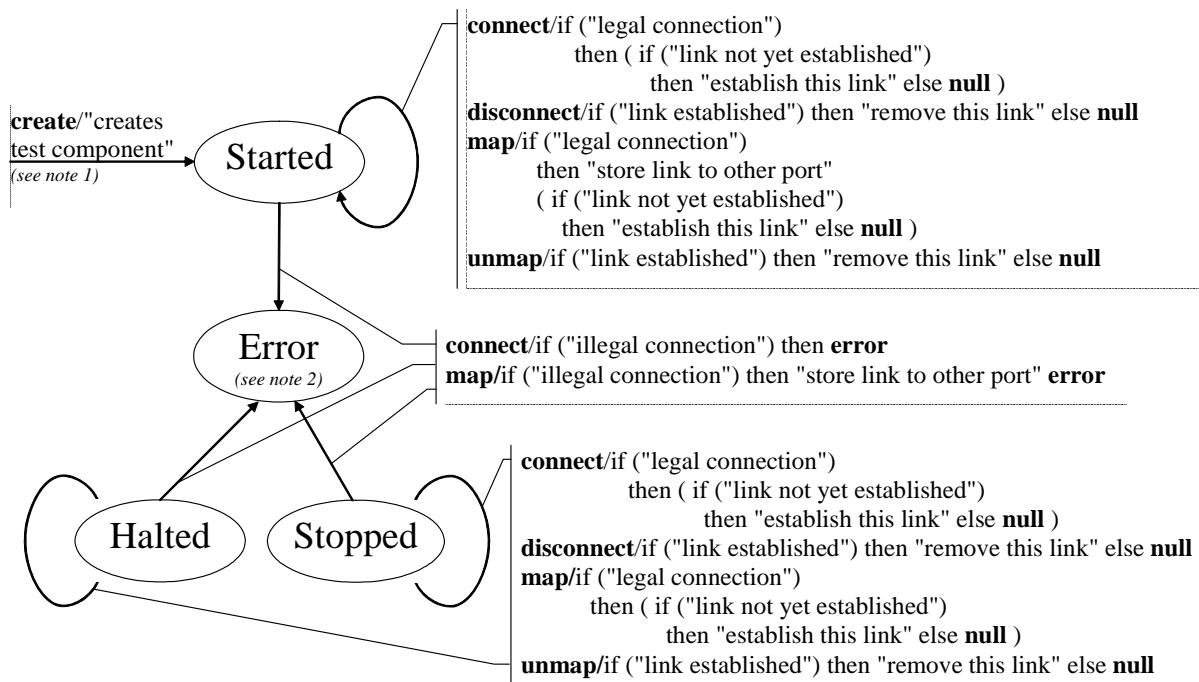 connect/if ("legal connection")
then ( if ("link not yet established")
then "establish this link" else null )
disconnect/if ("link established") then "remove this link" else null
map/if ("legal connection")
then "store link to other port"
( if ("link not yet established")
then "establish this link" else null )
unmap/if ("link established") then "remove this link" else null
create/"creates
test component"
(see note 1)
Started
Error
(see note 2)
connect/if ("illegal connection") then error
map/if ("illegal connection") then "store link to other port" error
Halted
Stopped
connect/if ("legal connection")
then ( if ("link not yet established")
then "establish this link" else null )
disconnect/if ("link established") then "remove this link" else null
map/if ("legal connection")
then ( if ("link not yet established")
then "establish this link" else null )
unmap/if ("link established") then "remove this link" else null